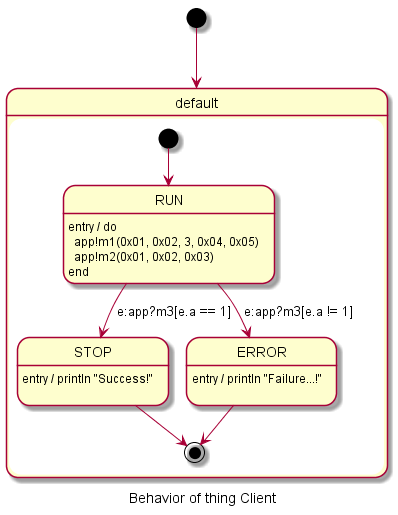 default
RUN
entry / do
app!m1(0x01, 0x02, 3, 0x04, 0x05)
app!m2(0x01, 0x02, 0x03)
end
e:app?m3[e.a == 1]
e:app?m3[e.a != 1]
STOP
entry / println "Success!"
ERROR
entry / println "Failure...!"
Behavior of thing Client